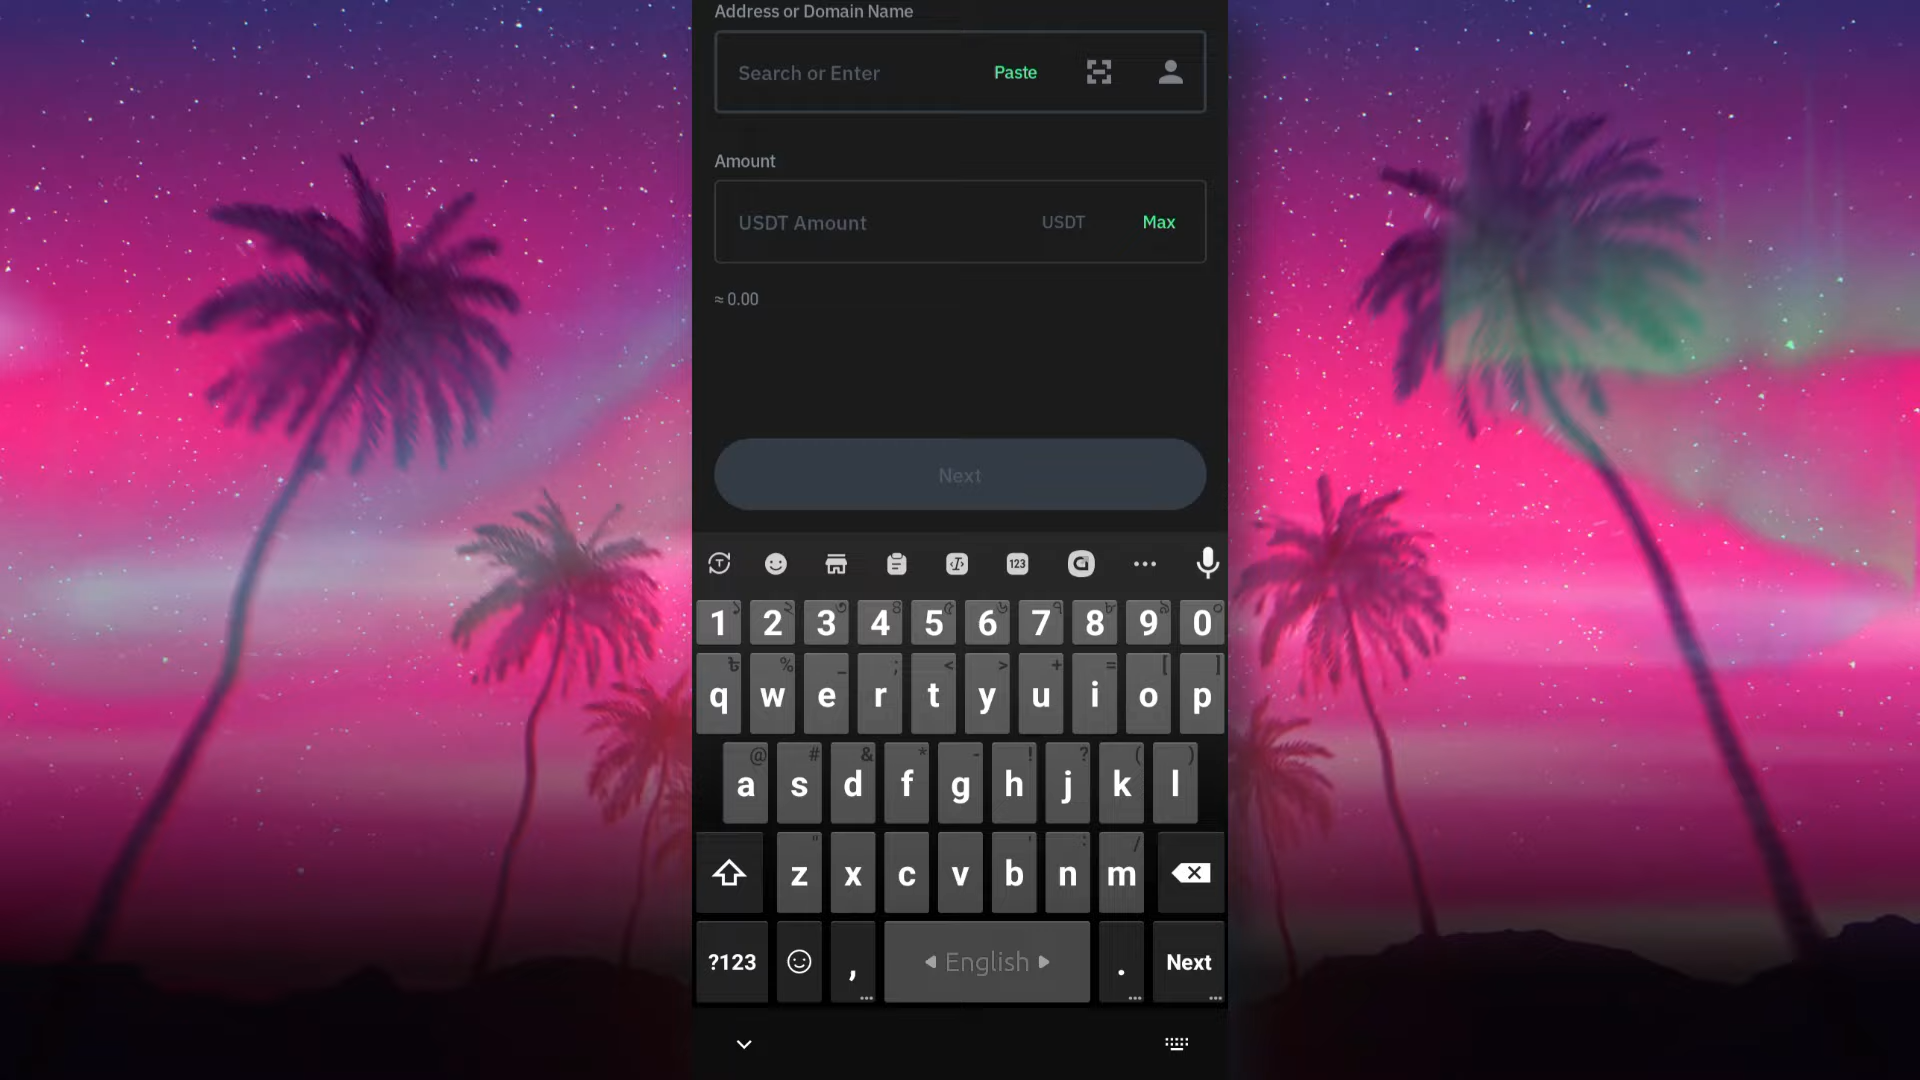 Address or Domain Name
Search or Enter Paste
Amount
USDT Amount USDT Max
≈ 0.00
Next
123
1 2 3 4 5 6 7 8 9 0
৳ % _ ; < > + = [ ]
q w e r t y u i o p
@ # & * - ! ? ( )
a s d f g h j k l
" ' : /
z x c v b n m
?123 , English . Next